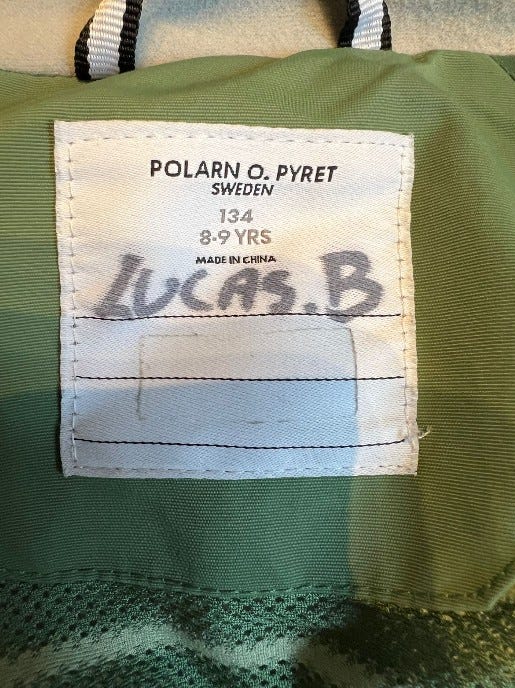 POLARN O. PYRET
SWEDEN
134
8-9 YRS
MADE IN CHINA
LUCAS.B